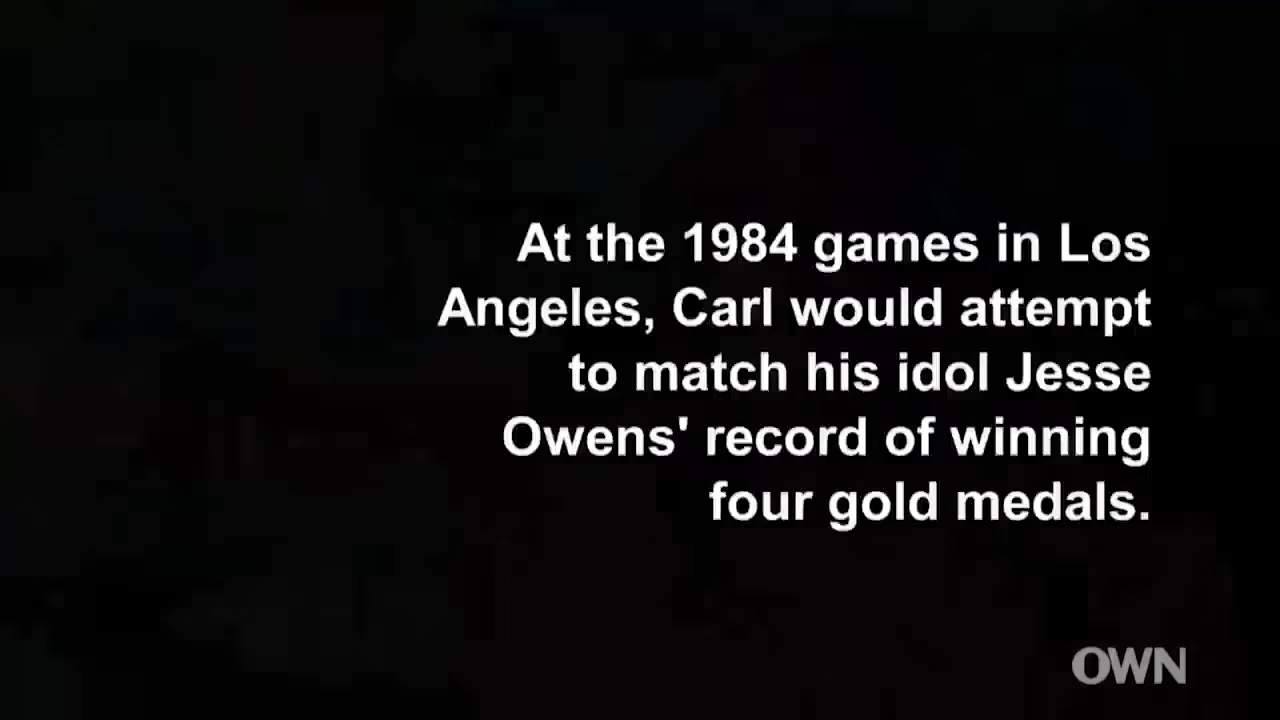 At the 1984 games in Los
Angeles, Carl would attempt
to match his idol Jesse
Owens' record of winning
four gold medals.
OWN